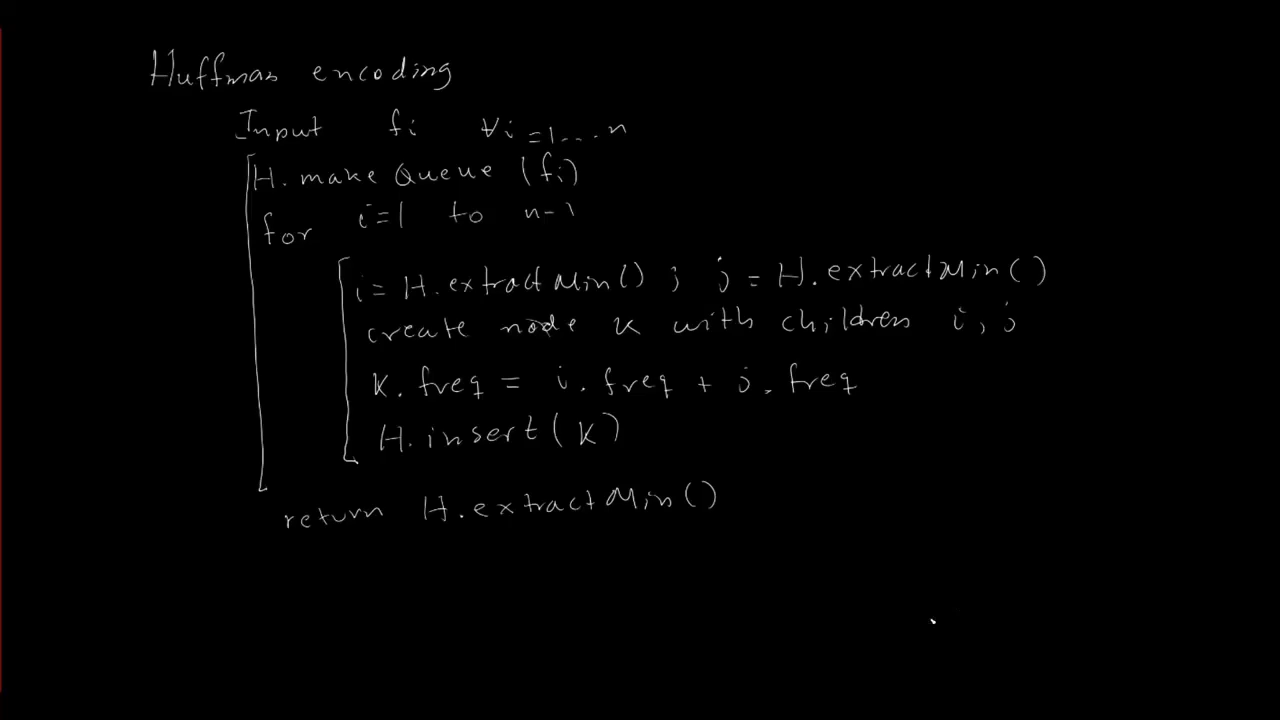 Huffman encoding
Input fi ∀i=1...n
H.makeQueue (fi)
for i=1 to n-1
i = H.extractMin() ; j = H.extractMin()
create node K with children i, j
K.freq = i.freq + j.freq
H.insert(K)
return H.extractMin()